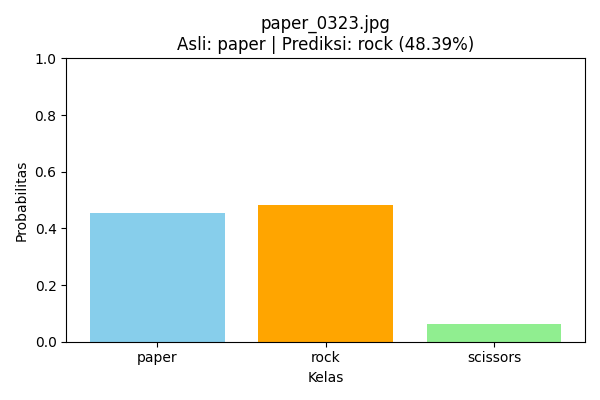 paper_0323.jpg
Asli: paper | Prediksi: rock (48.39%)
Probabilitas
1.0
0.8
0.6
0.4
0.2
0.0
paper rock scissors
Kelas